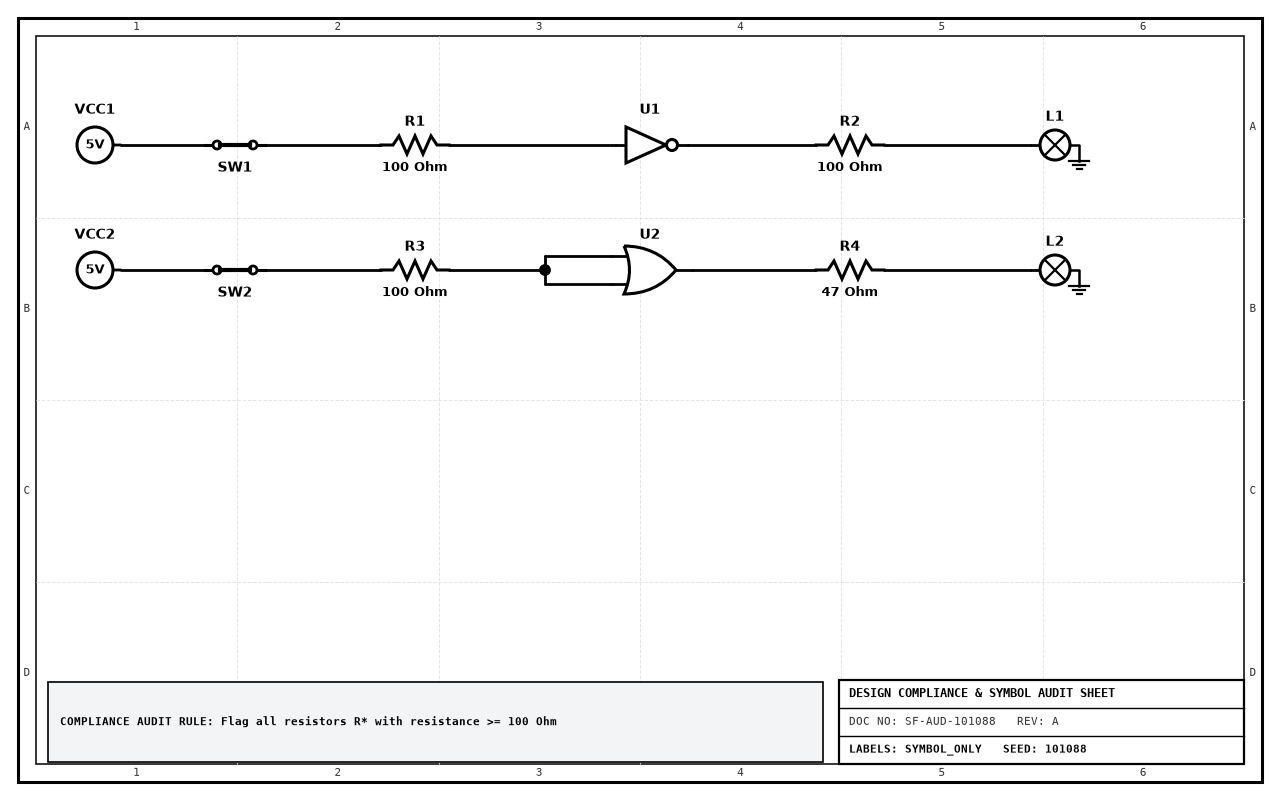 1 2 3 4 5 6
VCC1 R1 U1 R2 L1
A A
5V
SW1 100 Ohm 100 Ohm
VCC2 R3 U2 R4 L2
5V
SW2 100 Ohm 47 Ohm
B B
C C
D D
COMPLIANCE AUDIT RULE: Flag all resistors R* with resistance >= 100 Ohm
DESIGN COMPLIANCE & SYMBOL AUDIT SHEET
DOC NO: SF-AUD-101088 REV: A
LABELS: SYMBOL_ONLY SEED: 101088
1 2 3 4 5 6